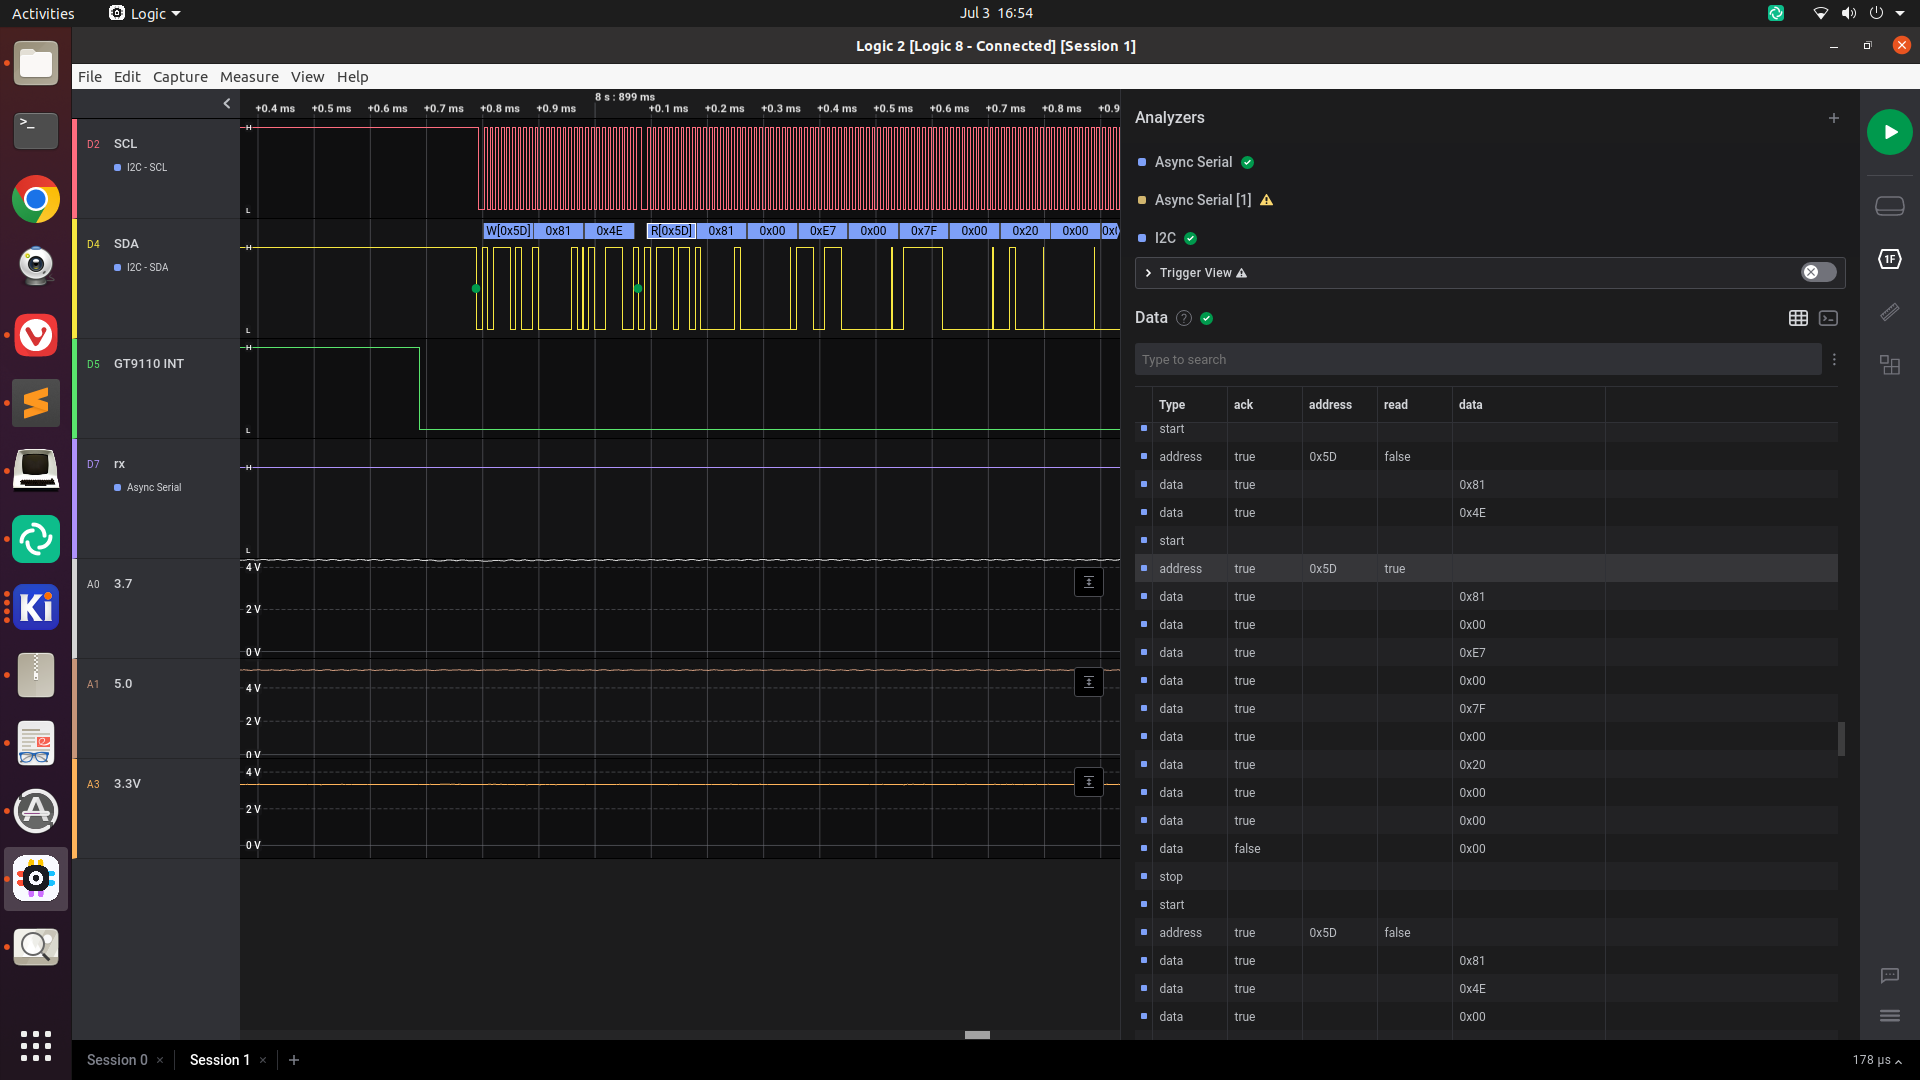 Activities Logic Jul 3 16:54
Logic 2 [Logic 8 - Connected] [Session 1]
File Edit Capture Measure View Help
8 s : 899 ms
+0.4 ms +0.5 ms +0.6 ms +0.7 ms +0.8 ms +0.9 ms +0.1 ms +0.2 ms +0.3 ms +0.4 ms +0.5 ms +0.6 ms +0.7 ms +0.8 ms +0.9
D2 SCL
I2C - SCL
H
L
W[0x5D] 0x81 0x4E R[0x5D] 0x81 0x00 0xE7 0x00 0x7F 0x00 0x20 0x00 0x0
D4 SDA
I2C - SDA
H
L
D5 GT9110 INT
H
L
D7 rx
Async Serial
H
L
A0 3.7
4 V
2 V
0 V
A1 5.0
4 V
2 V
0 V
A3 3.3V
4 V
2 V
0 V
Analyzers
Async Serial
Async Serial [1]
I2C
Trigger View
Data ?
Type to search
Type ack address read data
start
address true 0x5D false
data true 0x81
data true 0x4E
start
address true 0x5D true
data true 0x81
data true 0x00
data true 0xE7
data true 0x00
data true 0x7F
data true 0x00
data true 0x20
data true 0x00
data true 0x00
data false 0x00
stop
start
address true 0x5D false
data true 0x81
data true 0x4E
data true 0x00
1F
Ki
Session 0 × Session 1 × +
178 µs